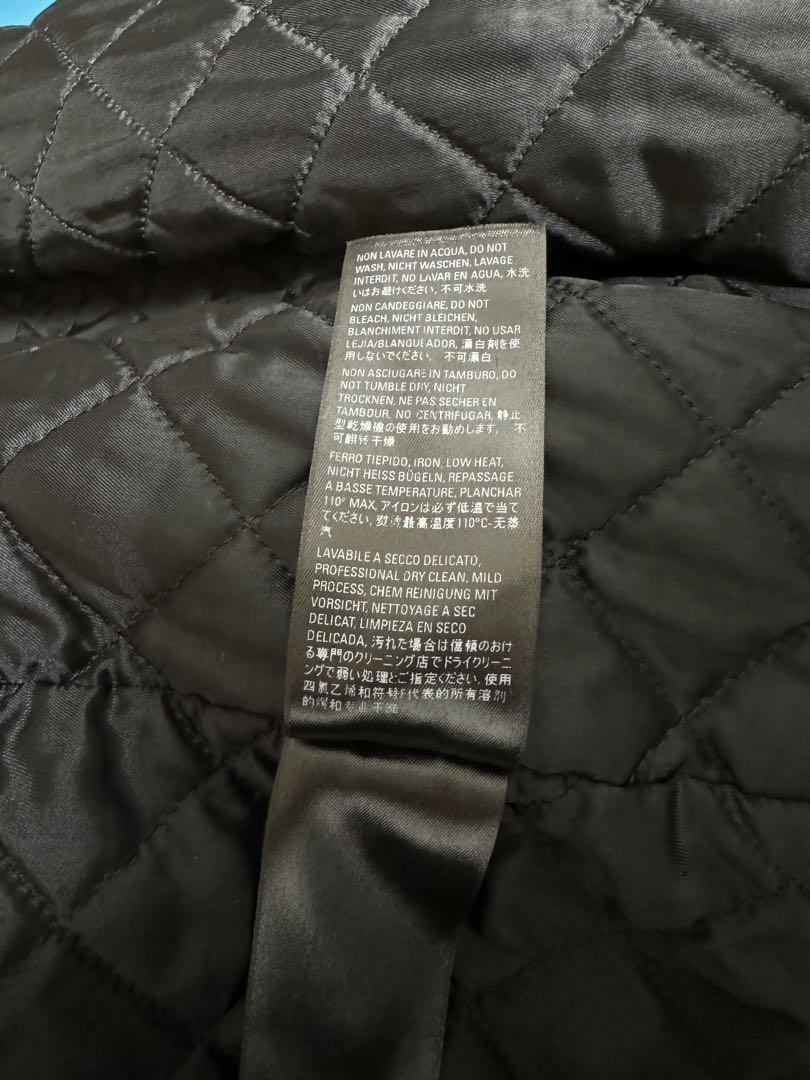 NON LAVARE IN ACQUA, DO NOT
WASH, NICHT WASCHEN, LAVAGE
INTERDIT, NO LAVAR EN AGUA, 水洗
いはお避けください, 不可水洗
NON CANDEGGIARE, DO NOT
BLEACH, NICHT BLEICHEN,
BLANCHIMENT INTERDIT, NO USAR
LEJIA/BLANQUEADOR, 漂白剤を使
用しないでください, 不可漂白
NON ASCIUGARE IN TAMBURO, DO
NOT TUMBLE DRY, NICHT
TROCKNEN, NE PAS SECHER EN
TAMBOUR, NO CENTRIFUGAR, 静止
型乾燥機の使用をお勧めします, 不
可翻转干燥
FERRO TIEPIDO, IRON, LOW HEAT,
NICHT HEISS BÜGELN, REPASSAGE
A BASSE TEMPERATURE, PLANCHAR
110° MAX, アイロンは必ず低温で当て
てください, 最高温度110°C-无蒸
汽
LAVABILE A SECCO DELICATO,
PROFESSIONAL DRY CLEAN, MILD
PROCESS, CHEM REINIGUNG MIT
VORSICHT, NETTOYAGE A SEC
DELICAT, LIMPIEZA EN SECO
DELICADA, 汚れた場合は信頼のおけ
る専門のクリーニング店でドライクリーニ
ングで弱い処理とご指定ください, 使用
四氯乙烯和符号F代表的所有溶剂
的缓和干洗